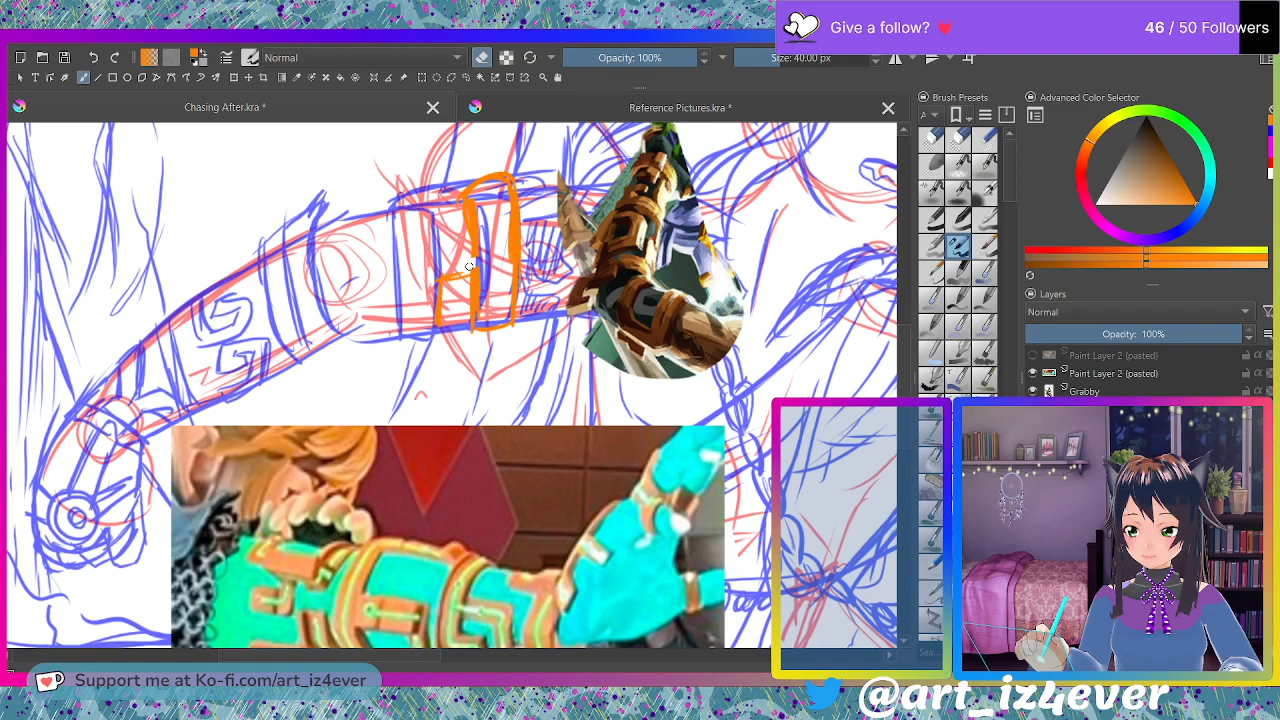 Give a follow?
46 / 50 Followers
Normal
Opacity: 100%
Size: 40.00 px
Chasing After.kra *
Reference Pictures.kra *
Brush Presets
Advanced Color Selector
A
Layers
Normal
Opacity: 100%
Paint Layer 2 (pasted)
Paint Layer 2 (pasted)
Grabby
Sea...
Support me at Ko-fi.com/art_iz4ever
@art_iz4ever